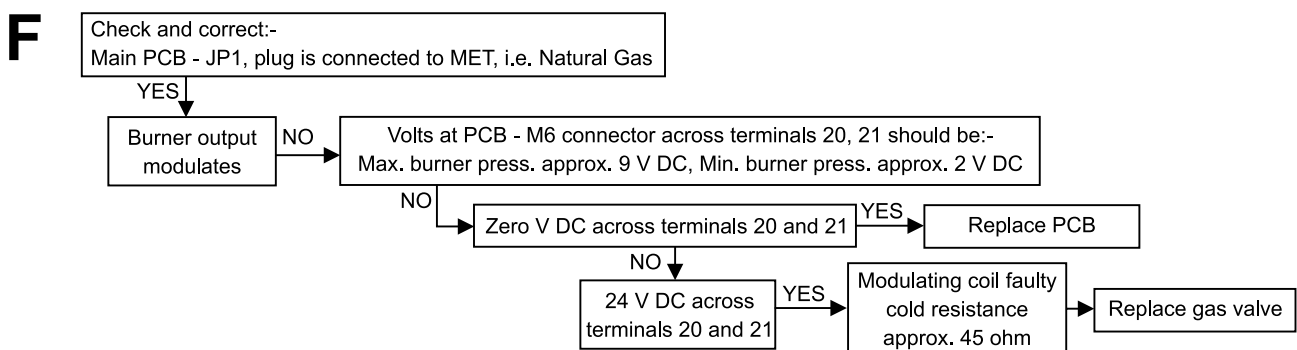 F
Check and correct:-
Main PCB - JP1, plug is connected to MET, i.e. Natural Gas
YES
Burner output
modulates
NO
Volts at PCB - M6 connector across terminals 20, 21 should be:-
Max. burner press. approx. 9 V DC, Min. burner press. approx. 2 V DC
NO
Zero V DC across terminals 20 and 21
YES
Replace PCB
NO
24 V DC across
terminals 20 and 21
YES
Modulating coil faulty
cold resistance
approx. 45 ohm
Replace gas valve